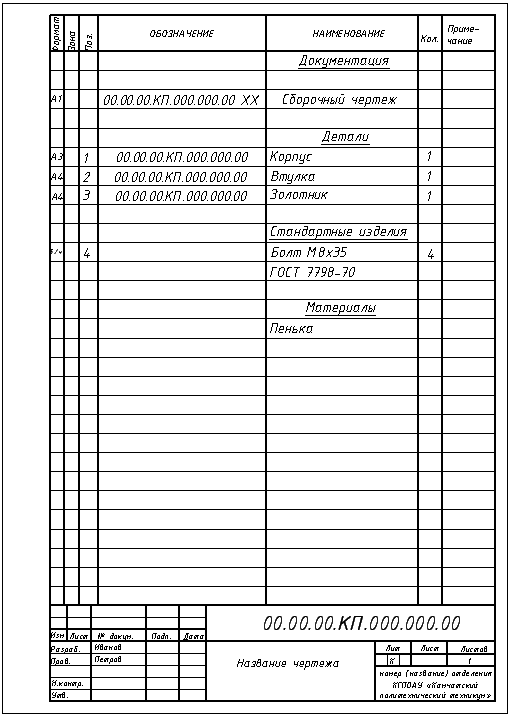 Формат Зона Поз. ОБОЗНАЧЕНИЕ НАИМЕНОВАНИЕ Кол. Приме-
чание
Документация
А1 00.00.00.КП.000.000.00 XX Сборочный чертеж
Детали
А3 1 00.00.00.КП.000.000.00 Корпус 1
А4 2 00.00.00.КП.000.000.00 Втулка 1
А4 3 00.00.00.КП.000.000.00 Золотник 1
Стандартные изделия
Б/ч 4 Болт М8х35 4
ГОСТ 7798-70
Материалы
Пенька
00.00.00.КП.000.000.00
Изм Лист № докум. Подп. Дата
Разраб. Иванов
Пров. Петров
Н.контр.
Утв.
Название чертежа
Лит Лист Листов
К 1
номер (название) отделения
КГПОАУ «Камчатский
политехнический техникум»